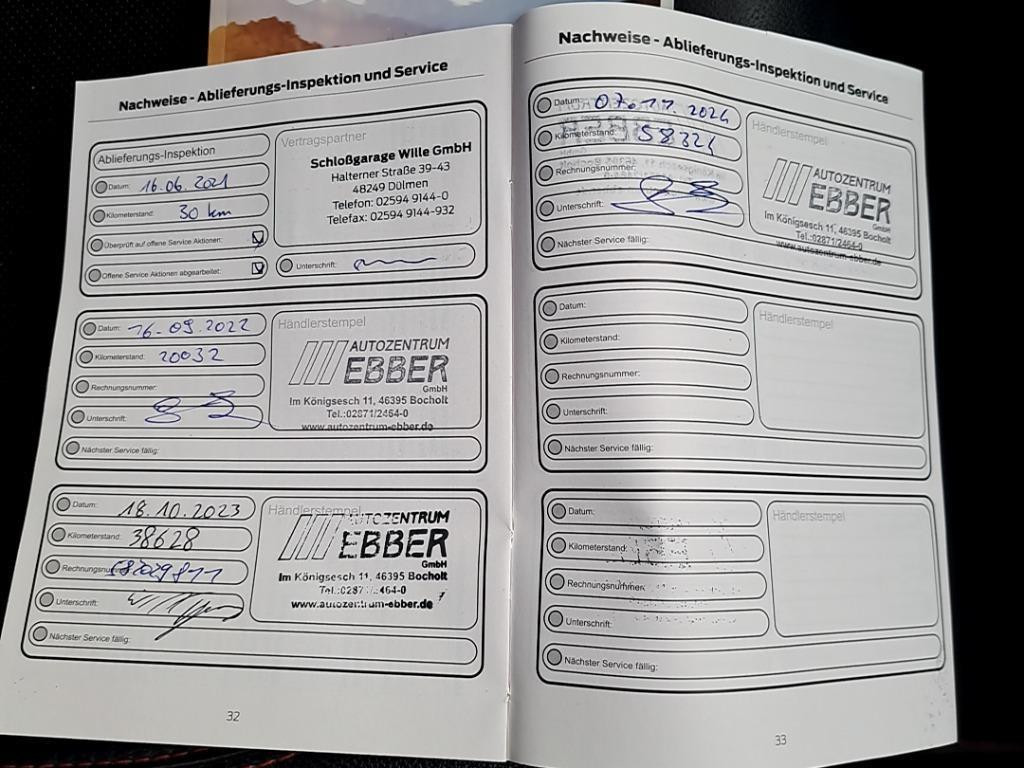 Nachweise - Ablieferungs-Inspektion und Service
Ablieferungs-Inspektion
Datum: 16.06.2021
Kilometerstand: 30 km
Überprüft auf offene Service Aktionen:
Offene Service Aktionen abgearbeitet:
Vertragspartner
Schloßgarage Wille GmbH
Halterner Straße 39-43
48249 Dülmen
Telefon: 02594 9144-0
Telefax: 02594 9144-932
Unterschrift:
Datum: 16.09.2022
Kilometerstand: 20032
Rechnungsnummer:
Unterschrift:
Händlerstempel
AUTOZENTRUM
EBBER
GmbH
Im Königsesch 11, 46395 Bocholt
Tel.:02871/2464-0
www.autozentrum-ebber.de
Nächster Service fällig:
Datum: 18.10.2023
Kilometerstand: 38628
Unterschrift:
Händlerstempel
AUTOZENTRUM
EBBER
GmbH
Im Königsesch 11, 46395 Bocholt
www.autozentrum-ebber.de
Nächster Service fällig:
32
Nachweise - Ablieferungs-Inspektion und Service
Datum: 07.11.2024
Kilometerstand: 58324
Rechnungsnummer:
Unterschrift:
Händlerstempel
AUTOZENTRUM
EBBER
Im Königsesch 11, 46395 Bocholt
Tel.:02871/2464-0
www.autozentrum-ebber.de
Nächster Service fällig:
Datum:
Kilometerstand:
Rechnungsnummer:
Unterschrift:
Händlerstempel
Nächster Service fällig:
Datum:
Kilometerstand:
Rechnungsnummer:
Unterschrift:
Händlerstempel
Nächster Service fällig:
33